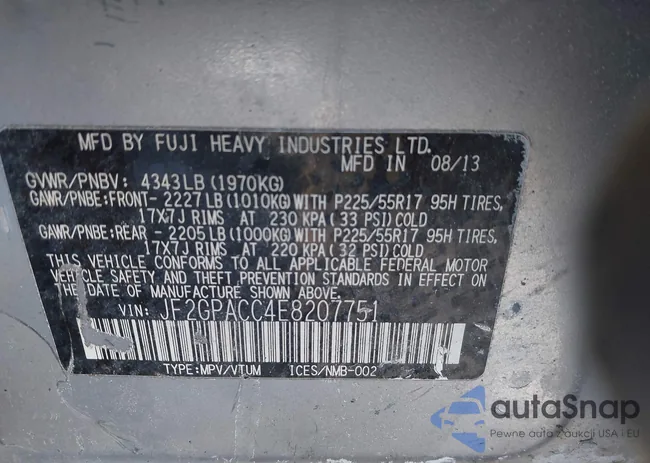 MFD BY FUJI HEAVY INDUSTRIES LTD.
MFD IN 08/13
GVWR/PNBV: 4343LB (1970KG)
GAWR/PNBE:FRONT- 2227 LB (1010KG) WITH P225/55R17 95H TIRES,
17X7J RIMS AT 230 KPA (33 PSI) COLD
GAWR/PNBE:REAR - 2205 LB (1000KG) WITH P225/55R17 95H TIRES,
17X7J RIMS AT 220 KPA (32 PSI) COLD
THIS VEHICLE CONFORMS TO ALL APPLICABLE FEDERAL MOTOR
VEHICLE SAFETY AND THEFT PREVENTION STANDARDS IN EFFECT ON
THE DATE OF MANUFACTURE SHOWN ABOVE.
VIN: JF2GPACC4E8207751
TYPE:MPV/VTUM ICES/NMB-002
autaSnap
Pewne auta z aukcji USA i EU